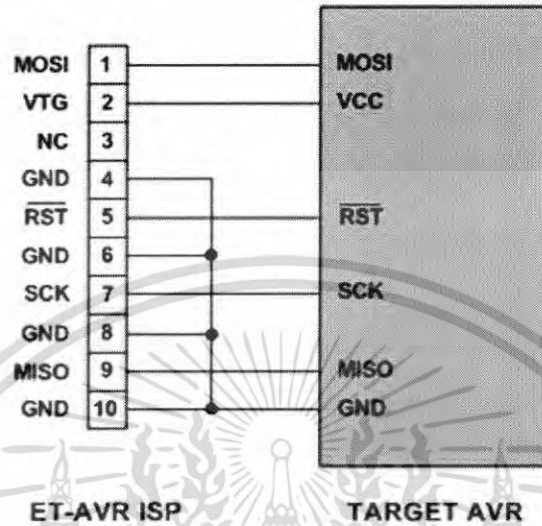 MOSI 1 MOSI
VTG 2 VCC
NC 3
GND 4
RST 5 RST
GND 6
SCK 7 SCK
GND 8
MISO 9 MISO
GND 10 GND
ET-AVR ISP TARGET AVR